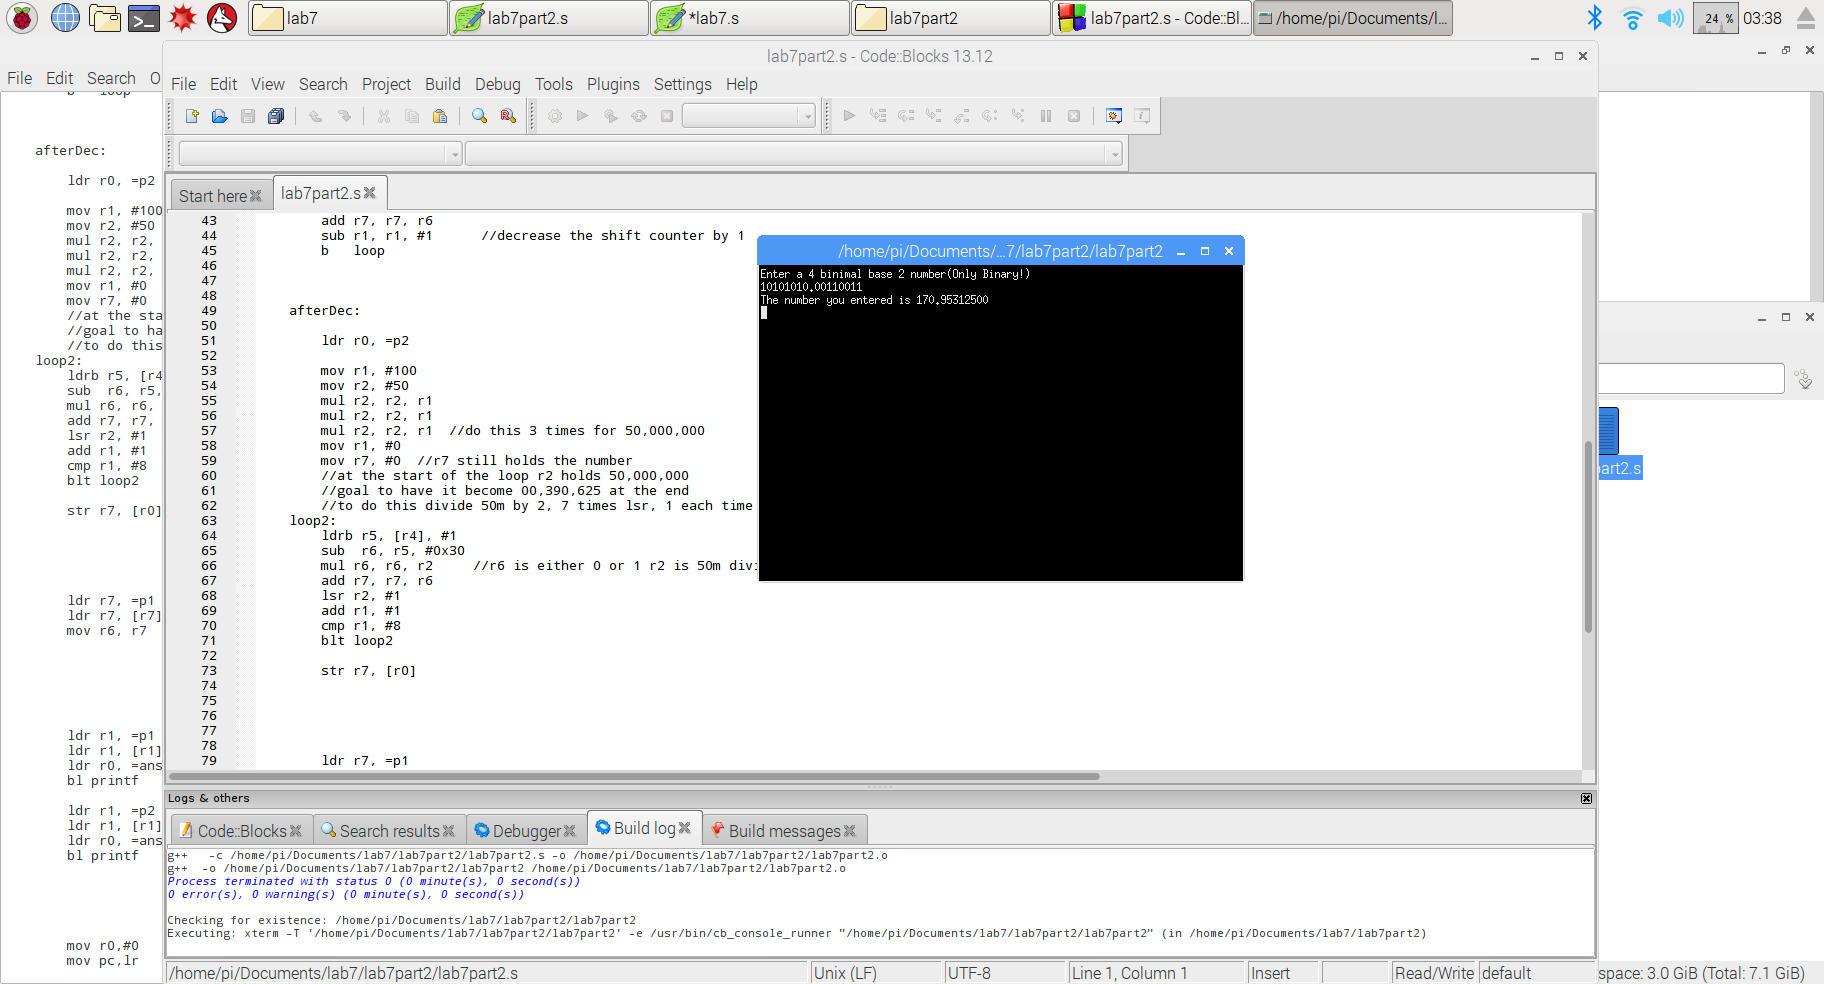 lab7
lab7part2.s
*lab7.s
lab7part2
lab7part2.s - Code::Bl...
/home/pi/Documents/l...
24 %
03:38
lab7part2.s - Code::Blocks 13.12
File Edit Search O
File Edit View Search Project Build Debug Tools Plugins Settings Help
b loop
afterDec:
ldr r0, =p2
mov r1, #100
mov r2, #50
mul r2, r2,
mul r2, r2,
mul r2, r2,
mov r1, #0
mov r7, #0
//at the sta
//goal to ha
//to do this
loop2:
ldrb r5, [r4
sub r6, r5,
mul r6, r6,
add r7, r7,
lsr r2, #1
add r1, #1
cmp r1, #8
blt loop2
str r7, [r0]
ldr r7, =p1
ldr r7, [r7]
mov r6, r7
ldr r1, =p1
ldr r1, [r1]
ldr r0, =ans
bl printf
ldr r1, =p2
ldr r1, [r1]
ldr r0, =ans
bl printf
mov r0,#0
mov pc,lr
Start here
lab7part2.s
43 add r7, r7, r6
44 sub r1, r1, #1 //decrease the shift counter by 1
45 b loop
46
47
48
49 afterDec:
50
51 ldr r0, =p2
52
53 mov r1, #100
54 mov r2, #50
55 mul r2, r2, r1
56 mul r2, r2, r1
57 mul r2, r2, r1 //do this 3 times for 50,000,000
58 mov r1, #0
59 mov r7, #0 //r7 still holds the number
60 //at the start of the loop r2 holds 50,000,000
61 //goal to have it become 00,390,625 at the end
62 //to do this divide 50m by 2, 7 times lsr, 1 each time
63 loop2:
64 ldrb r5, [r4], #1
65 sub r6, r5, #0x30
66 mul r6, r6, r2 //r6 is either 0 or 1 r2 is 50m div
67 add r7, r7, r6
68 lsr r2, #1
69 add r1, #1
70 cmp r1, #8
71 blt loop2
72
73 str r7, [r0]
74
75
76
77
78
79 ldr r7, =p1
/home/pi/Documents/...7/lab7part2/lab7part2
Enter a 4 binimal base 2 number(Only Binary!)
10101010.00110011
The number you entered is 170.95312500
part2.s
Logs & others
Code::Blocks
Search results
Debugger
Build log
Build messages
g++ -c /home/pi/Documents/lab7/lab7part2/lab7part2.s -o /home/pi/Documents/lab7/lab7part2/lab7part2.o
g++ -o /home/pi/Documents/lab7/lab7part2/lab7part2 /home/pi/Documents/lab7/lab7part2/lab7part2.o
Process terminated with status 0 (0 minute(s), 0 second(s))
0 error(s), 0 warning(s) (0 minute(s), 0 second(s))
Checking for existence: /home/pi/Documents/lab7/lab7part2/lab7part2
Executing: xterm -T '/home/pi/Documents/lab7/lab7part2/lab7part2' -e /usr/bin/cb_console_runner "/home/pi/Documents/lab7/lab7part2/lab7part2" (in /home/pi/Documents/lab7/lab7part2)
/home/pi/Documents/lab7/lab7part2/lab7part2.s
Unix (LF)
UTF-8
Line 1, Column 1
Insert
Read/Write
default
space: 3.0 GiB (Total: 7.1 GiB)